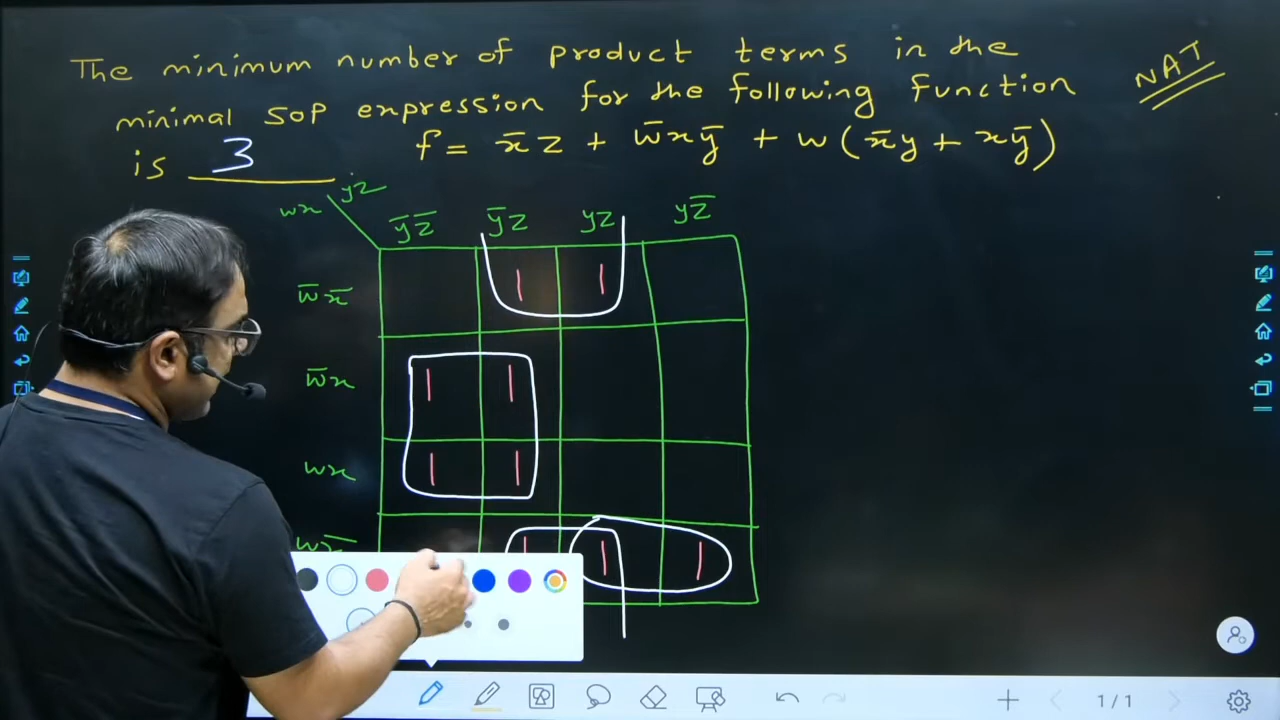 The minimum number of product terms in the
minimal SOP expression for the following function
NAT
is 3 f = x̄z + w̄xȳ + w(x̄y + xȳ)
wx yz
ȳz̄ ȳz yz yz̄
w̄x̄ 1 1
w̄x 1 1
wx 1 1
wx̄ 1 1 1
1/1